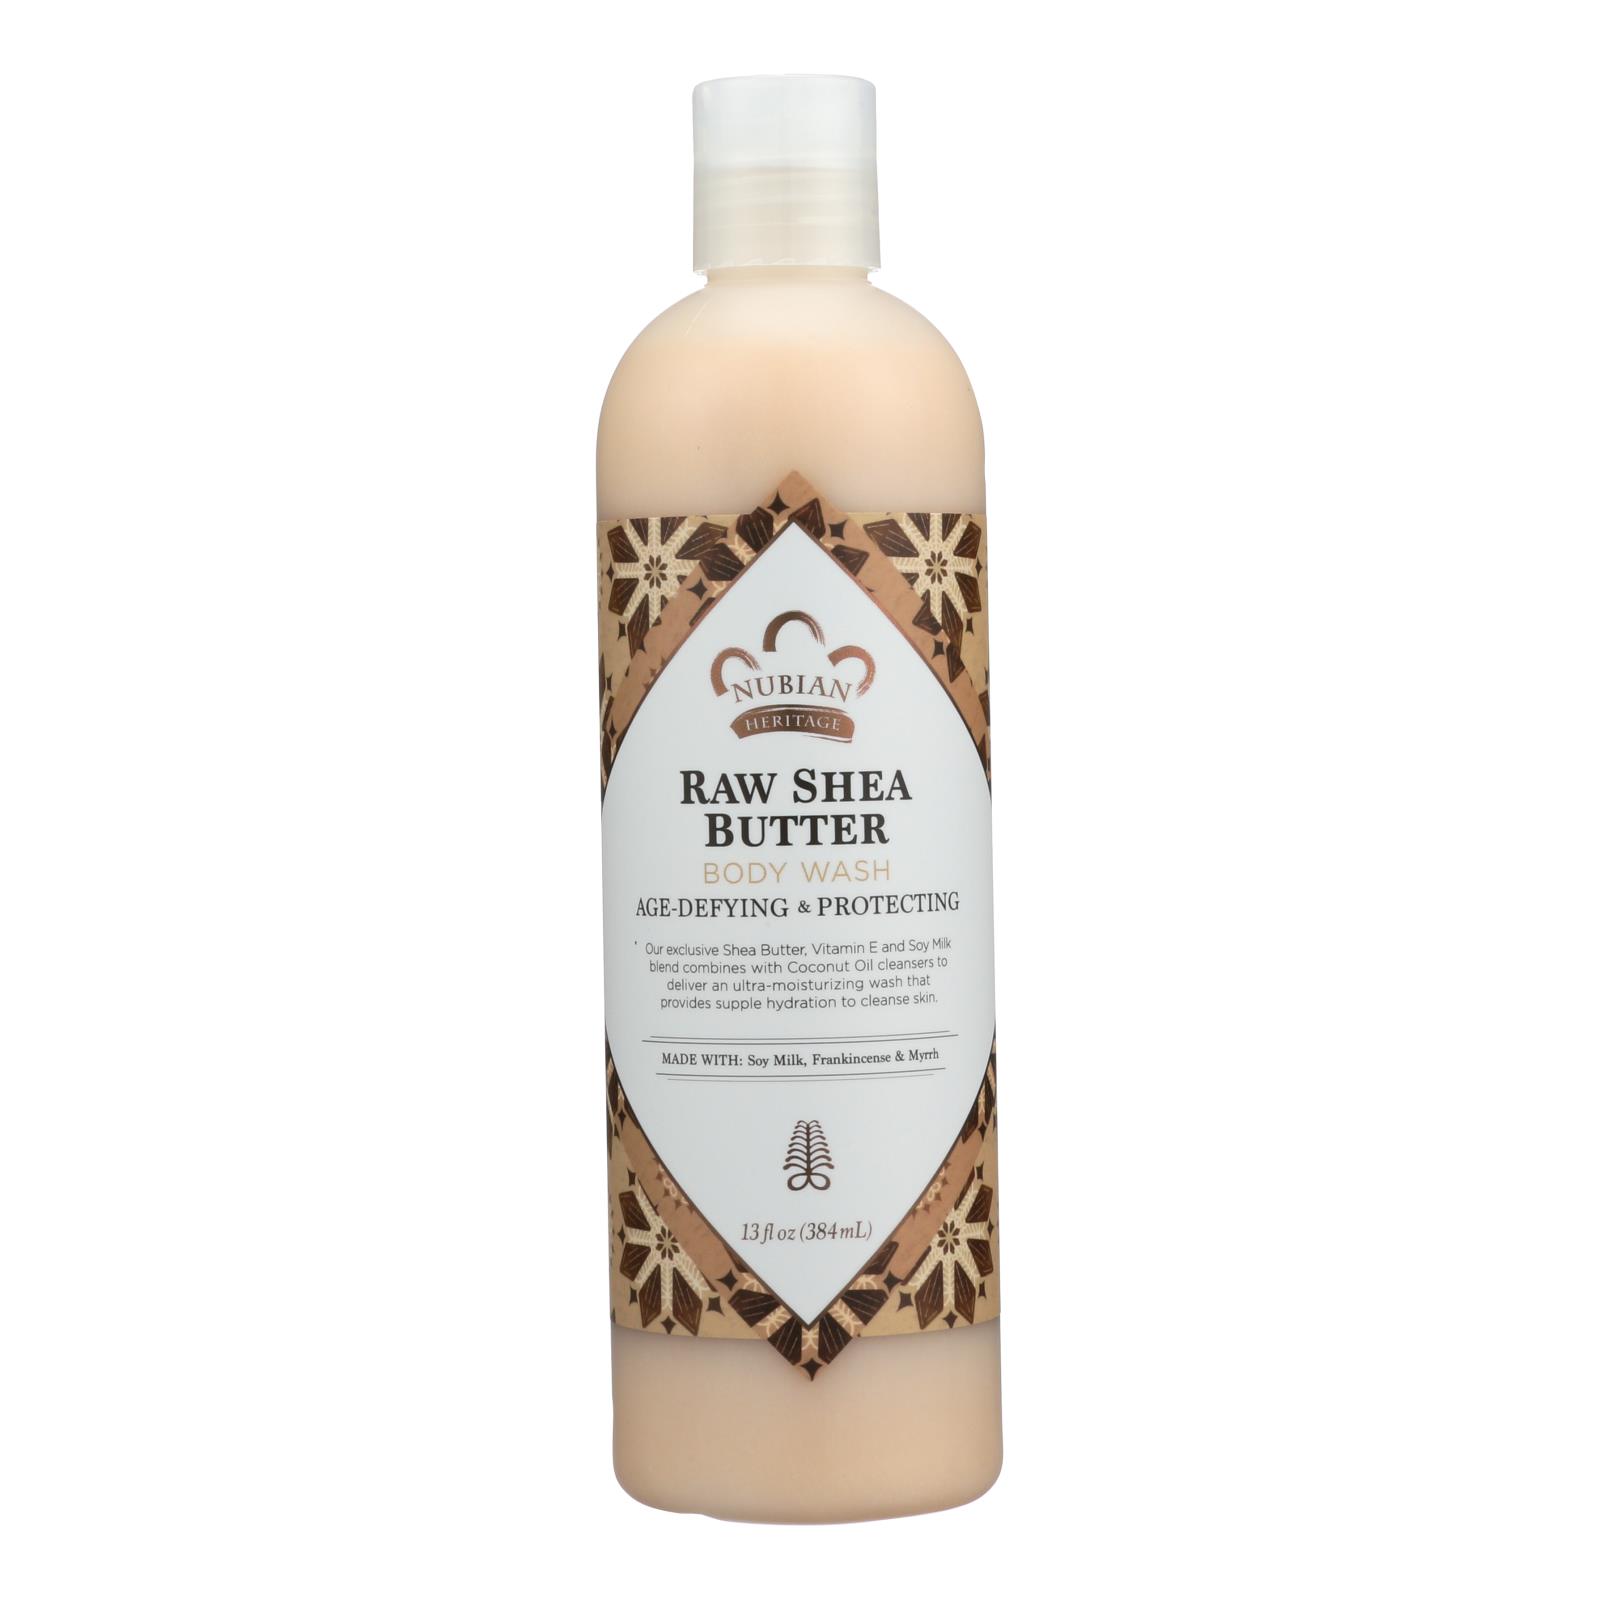 NUBIAN
HERITAGE
RAW SHEA
BUTTER
BODY WASH
AGE-DEFYING & PROTECTING
Our exclusive Shea Butter, Vitamin E and Soy Milk
blend combines with Coconut Oil cleansers to
deliver an ultra-moisturizing wash that
provides supple hydration to cleanse skin.
MADE WITH: Soy Milk, Frankincense & Myrrh
13 fl oz (384mL)